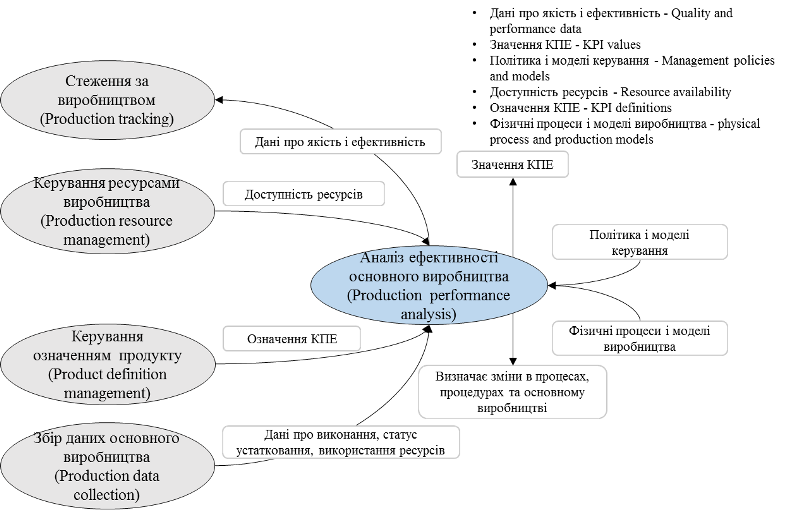 • Дані про якість і ефективність - Quality and
performance data
• Значення КПЕ - KPI values
• Політика і моделі керування - Management policies
and models
• Доступність ресурсів - Resource availability
• Означення КПЕ - KPI definitions
• Фізичні процеси і моделі виробництва - physical
process and production models
Стеження за
виробництвом
(Production tracking)
Дані про якість і ефективність
Значення КПЕ
Керування ресурсами
виробництва
(Production resource
management)
Доступність ресурсів
Політика і моделі
керування
Аналіз ефективності
основного виробництва
(Production performance
analysis)
Фізичні процеси і моделі
виробництва
Керування
означенням продукту
(Product definition
management)
Означення КПЕ
Визначає зміни в процесах,
процедурах та основному
виробництві
Збір даних основного
виробництва
(Production data
collection)
Дані про виконання, статус
устатковання, використання ресурсів